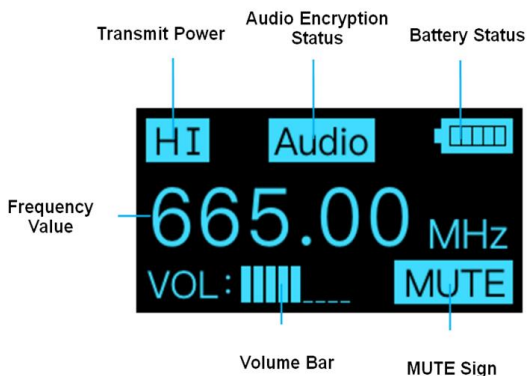 Transmit Power
Audio Encryption
Status
Battery Status
HI
Audio
Frequency
Value
665.00 MHz
VOL:
MUTE
Volume Bar
MUTE Sign